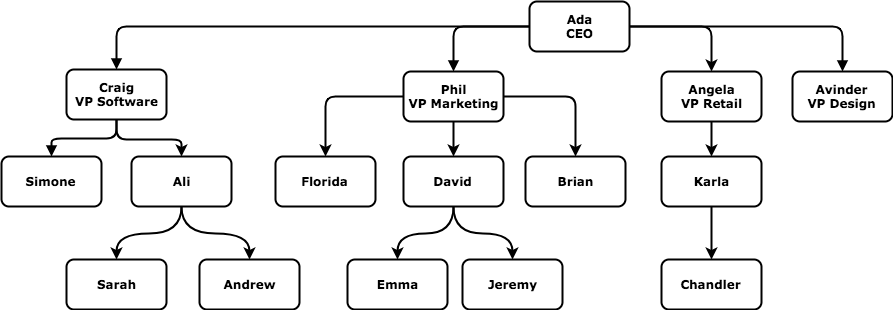 Ada
CEO
Craig
VP Software
Phil
VP Marketing
Angela
VP Retail
Avinder
VP Design
Simone
Ali
Florida
David
Brian
Karla
Sarah
Andrew
Emma
Jeremy
Chandler